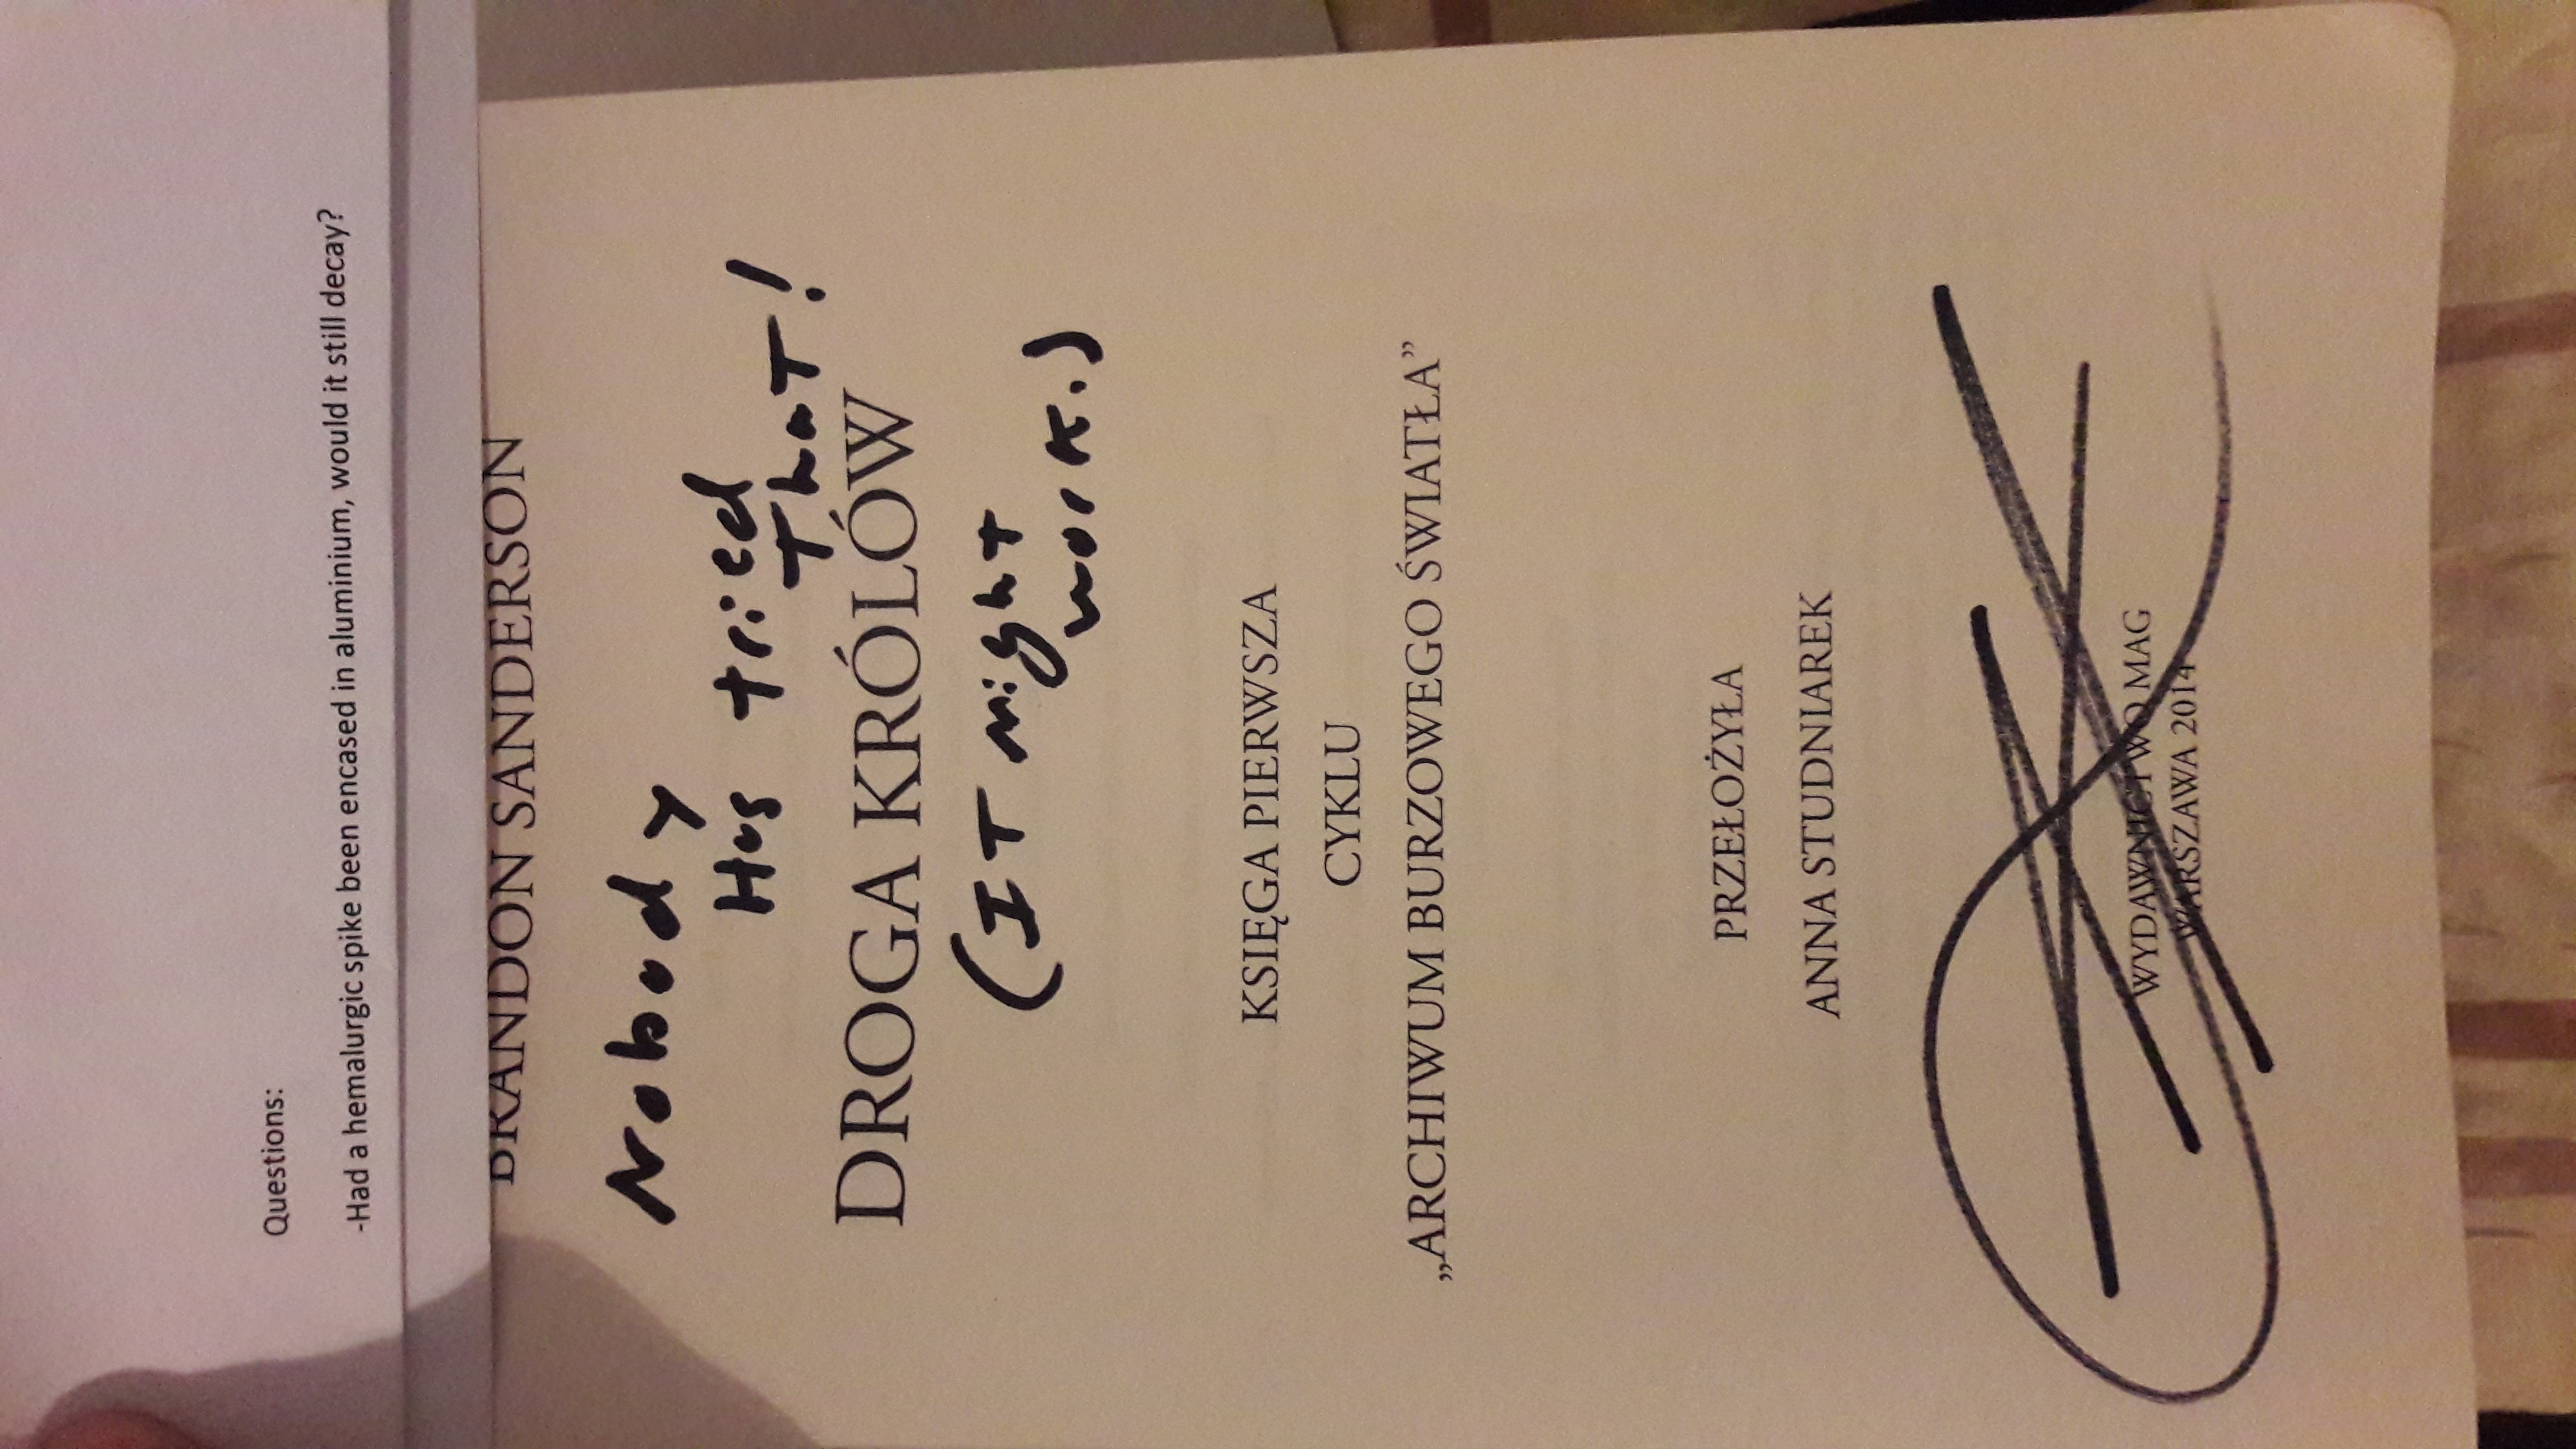 Questions:
-Had a hemalurgic spike been encased in aluminium, would it still decay?
BRANDON SANDERSON
Nobody
Has tried
That!
DROGA KRÓLÓW
(It might
work.)
KSIĘGA PIERWSZA
CYKLU
„ARCHIWUM BURZOWEGO ŚWIATŁA”
PRZEŁOŻYŁA
ANNA STUDNIAREK
WYDAWNICTWO MAG
WARSZAWA 2014